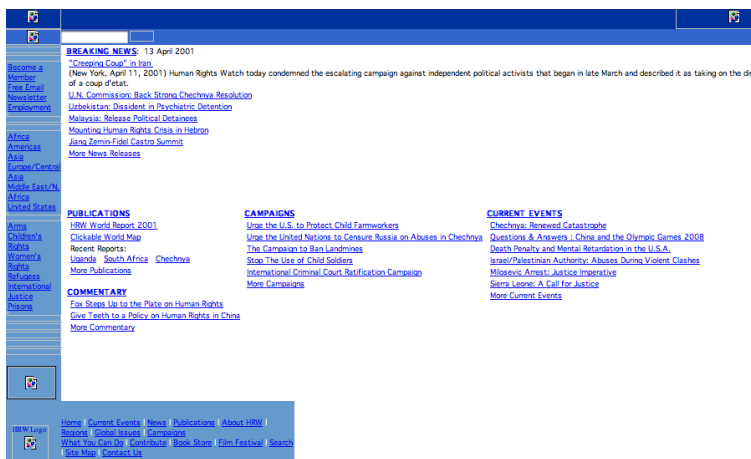 BREAKING NEWS: 13 April 2001
"Creeping Coup" in Iran
(New York, April 11, 2001) Human Rights Watch today condemned the escalating campaign against independent political activists that began in late March and described it as taking on the
of a coup d'etat.
U.N. Commission: Back Strong Chechnya Resolution
Uzbekistan: Dissident in Psychiatric Detention
Malaysia: Release Political Detainees
Mounting Human Rights Crisis in Hebron
Jiang Zemin-Fidel Castro Summit
More News Releases
Become a
Member
Free Email
Newsletter
Employment
Africa
Americas
Asia
Europe/Central
Asia
Middle East/N.
Africa
United States
Arms
Children's
Rights
Women's
Rights
Refugees
International
Justice
Prisons
PUBLICATIONS
HRW World Report 2001
Clickable World Map
Recent Reports:
Uganda South Africa Chechnya
More Publications
COMMENTARY
Fox Steps Up to the Plate on Human Rights
Give Teeth to a Policy on Human Rights in China
More Commentary
CAMPAIGNS
Urge the U.S. to Protect Child Farmworkers
Urge the United Nations to Censure Russia on Abuses in Chechnya
The Campaign to Ban Landmines
Stop The Use of Child Soldiers
International Criminal Court Ratification Campaign
More Campaigns
CURRENT EVENTS
Chechnya: Renewed Catastrophe
Questions & Answers : China and the Olympic Games 2008
Death Penalty and Mental Retardation in the U.S.A.
Israel/Palestinian Authority: Abuses During Violent Clashes
Milosevic Arrest: Justice Imperative
Sierra Leone: A Call for Justice
More Current Events
HRW Logo
Home | Current Events | News | Publications | About HRW |
Regions | Global Issues | Campaigns
What You Can Do | Contribute | Book Store | Film Festival | Search
| Site Map | Contact Us